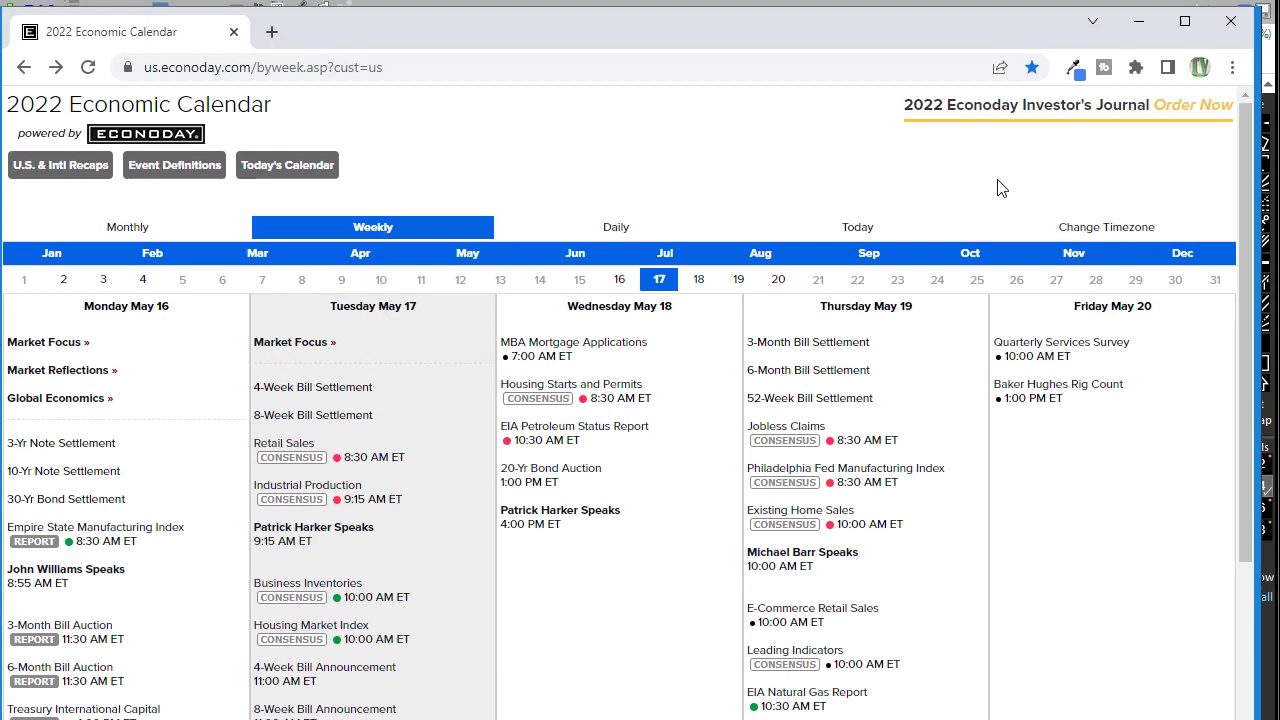 2022 Economic Calendar
us.econoday.com/byweek.asp?cust=us
2022 Economic Calendar
2022 Econoday Investor's Journal Order Now
powered by ECONODAY
U.S. & Intl Recaps Event Definitions Today's Calendar
Monthly Weekly Daily Today Change Timezone
Jan Feb Mar Apr May Jun Jul Aug Sep Oct Nov Dec
1 2 3 4 5 6 7 8 9 10 11 12 13 14 15 16 17 18 19 20 21 22 23 24 25 26 27 28 29 30 31
Monday May 16
Market Focus »
Market Reflections »
Global Economics »
3-Yr Note Settlement
10-Yr Note Settlement
30-Yr Bond Settlement
Empire State Manufacturing Index
REPORT 8:30 AM ET
John Williams Speaks
8:55 AM ET
3-Month Bill Auction
REPORT 11:30 AM ET
6-Month Bill Auction
REPORT 11:30 AM ET
Treasury International Capital
Tuesday May 17
Market Focus »
4-Week Bill Settlement
8-Week Bill Settlement
Retail Sales
CONSENSUS 8:30 AM ET
Industrial Production
CONSENSUS 9:15 AM ET
Patrick Harker Speaks
9:15 AM ET
Business Inventories
CONSENSUS 10:00 AM ET
Housing Market Index
CONSENSUS 10:00 AM ET
4-Week Bill Announcement
11:00 AM ET
8-Week Bill Announcement
Wednesday May 18
MBA Mortgage Applications
7:00 AM ET
Housing Starts and Permits
CONSENSUS 8:30 AM ET
EIA Petroleum Status Report
10:30 AM ET
20-Yr Bond Auction
1:00 PM ET
Patrick Harker Speaks
4:00 PM ET
Thursday May 19
3-Month Bill Settlement
6-Month Bill Settlement
52-Week Bill Settlement
Jobless Claims
CONSENSUS 8:30 AM ET
Philadelphia Fed Manufacturing Index
CONSENSUS 8:30 AM ET
Existing Home Sales
CONSENSUS 10:00 AM ET
Michael Barr Speaks
10:00 AM ET
E-Commerce Retail Sales
10:00 AM ET
Leading Indicators
CONSENSUS 10:00 AM ET
EIA Natural Gas Report
10:30 AM ET
Friday May 20
Quarterly Services Survey
10:00 AM ET
Baker Hughes Rig Count
1:00 PM ET